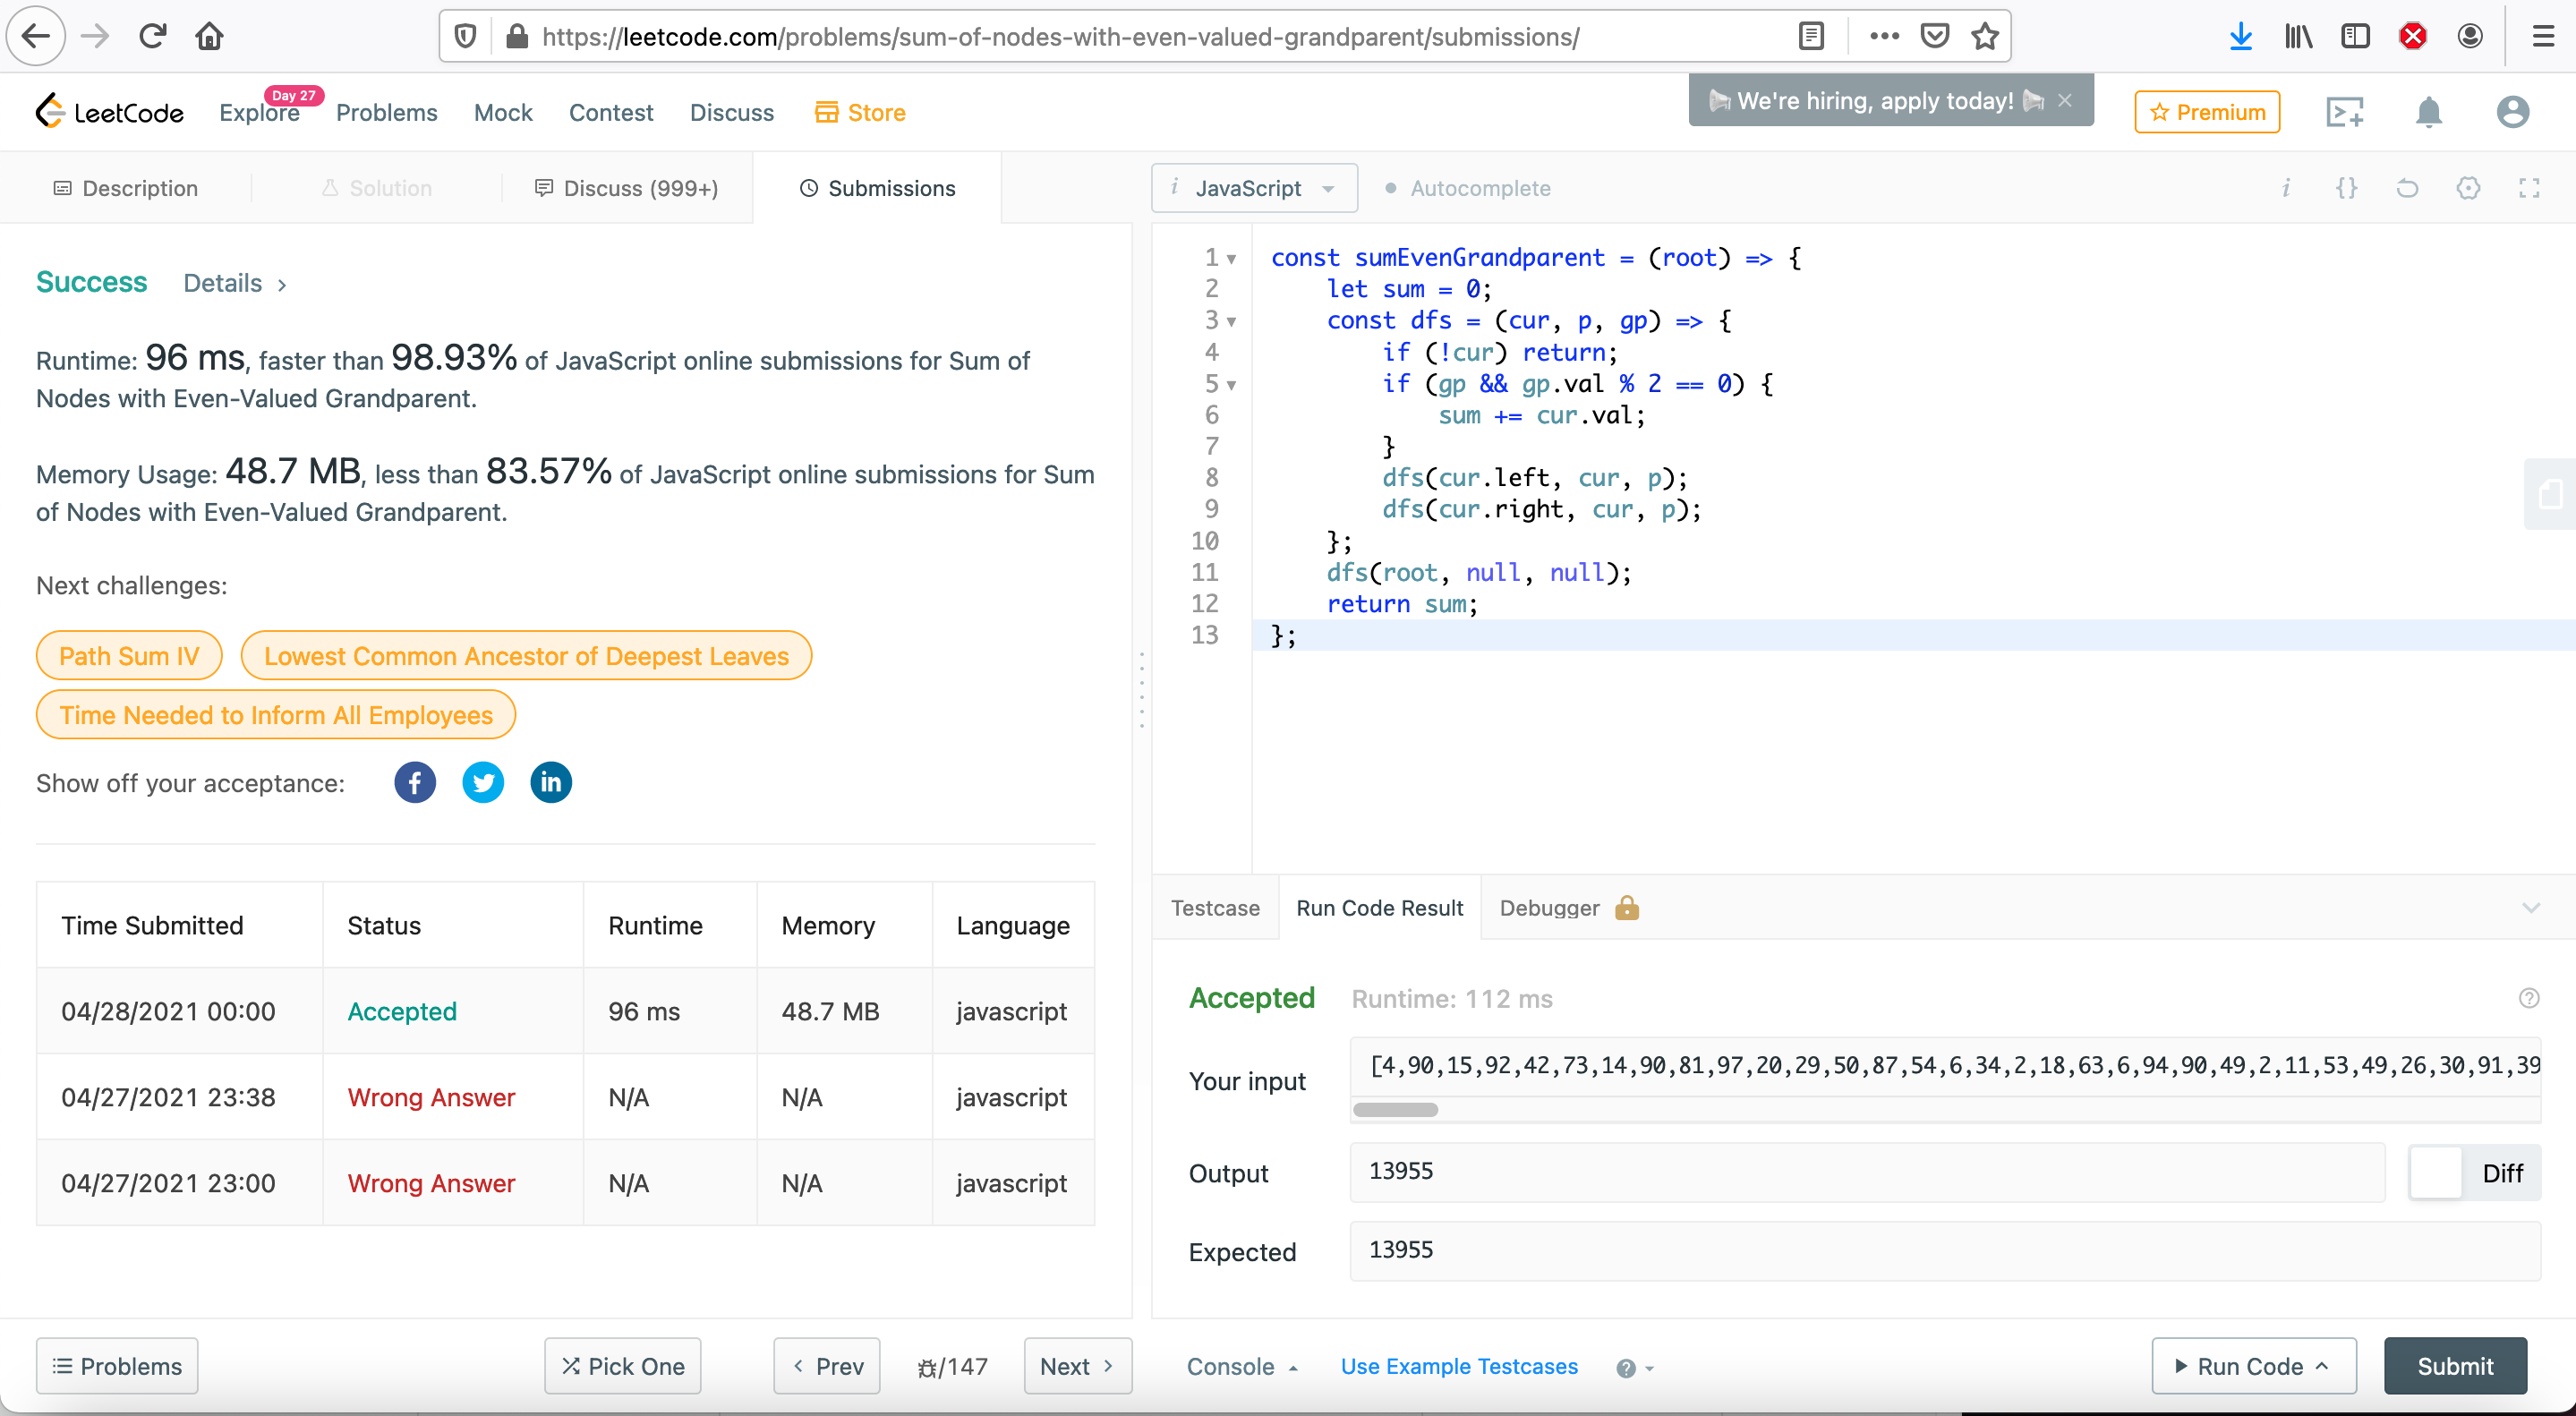 https://leetcode.com/problems/sum-of-nodes-with-even-valued-grandparent/submissions/
LeetCode
Explore
Day 27
Problems
Mock
Contest
Discuss
Store
We're hiring, apply today!
Premium
Description
Solution
Discuss (999+)
Submissions
i JavaScript
Autocomplete
i {}
Success Details >
Runtime: 96 ms, faster than 98.93% of JavaScript online submissions for Sum of
Nodes with Even-Valued Grandparent.
Memory Usage: 48.7 MB, less than 83.57% of JavaScript online submissions for Sum
of Nodes with Even-Valued Grandparent.
Next challenges:
Path Sum IV
Lowest Common Ancestor of Deepest Leaves
Time Needed to Inform All Employees
Show off your acceptance:
f
in
Time Submitted Status Runtime Memory Language
04/28/2021 00:00 Accepted 96 ms 48.7 MB javascript
04/27/2021 23:38 Wrong Answer N/A N/A javascript
04/27/2021 23:00 Wrong Answer N/A N/A javascript
Problems
Pick One
< Prev
/147
Next >
1 const sumEvenGrandparent = (root) => {
2     let sum = 0;
3     const dfs = (cur, p, gp) => {
4         if (!cur) return;
5         if (gp && gp.val % 2 == 0) {
6             sum += cur.val;
7         }
8         dfs(cur.left, cur, p);
9         dfs(cur.right, cur, p);
10     };
11     dfs(root, null, null);
12     return sum;
13 };
Testcase
Run Code Result
Debugger
Accepted Runtime: 112 ms
?
Your input [4,90,15,92,42,73,14,90,81,97,20,29,50,87,54,6,34,2,18,63,6,94,90,49,2,11,53,49,26,30,91,39
Output 13955
Diff
Expected 13955
Console
Use Example Testcases
?
Run Code
Submit